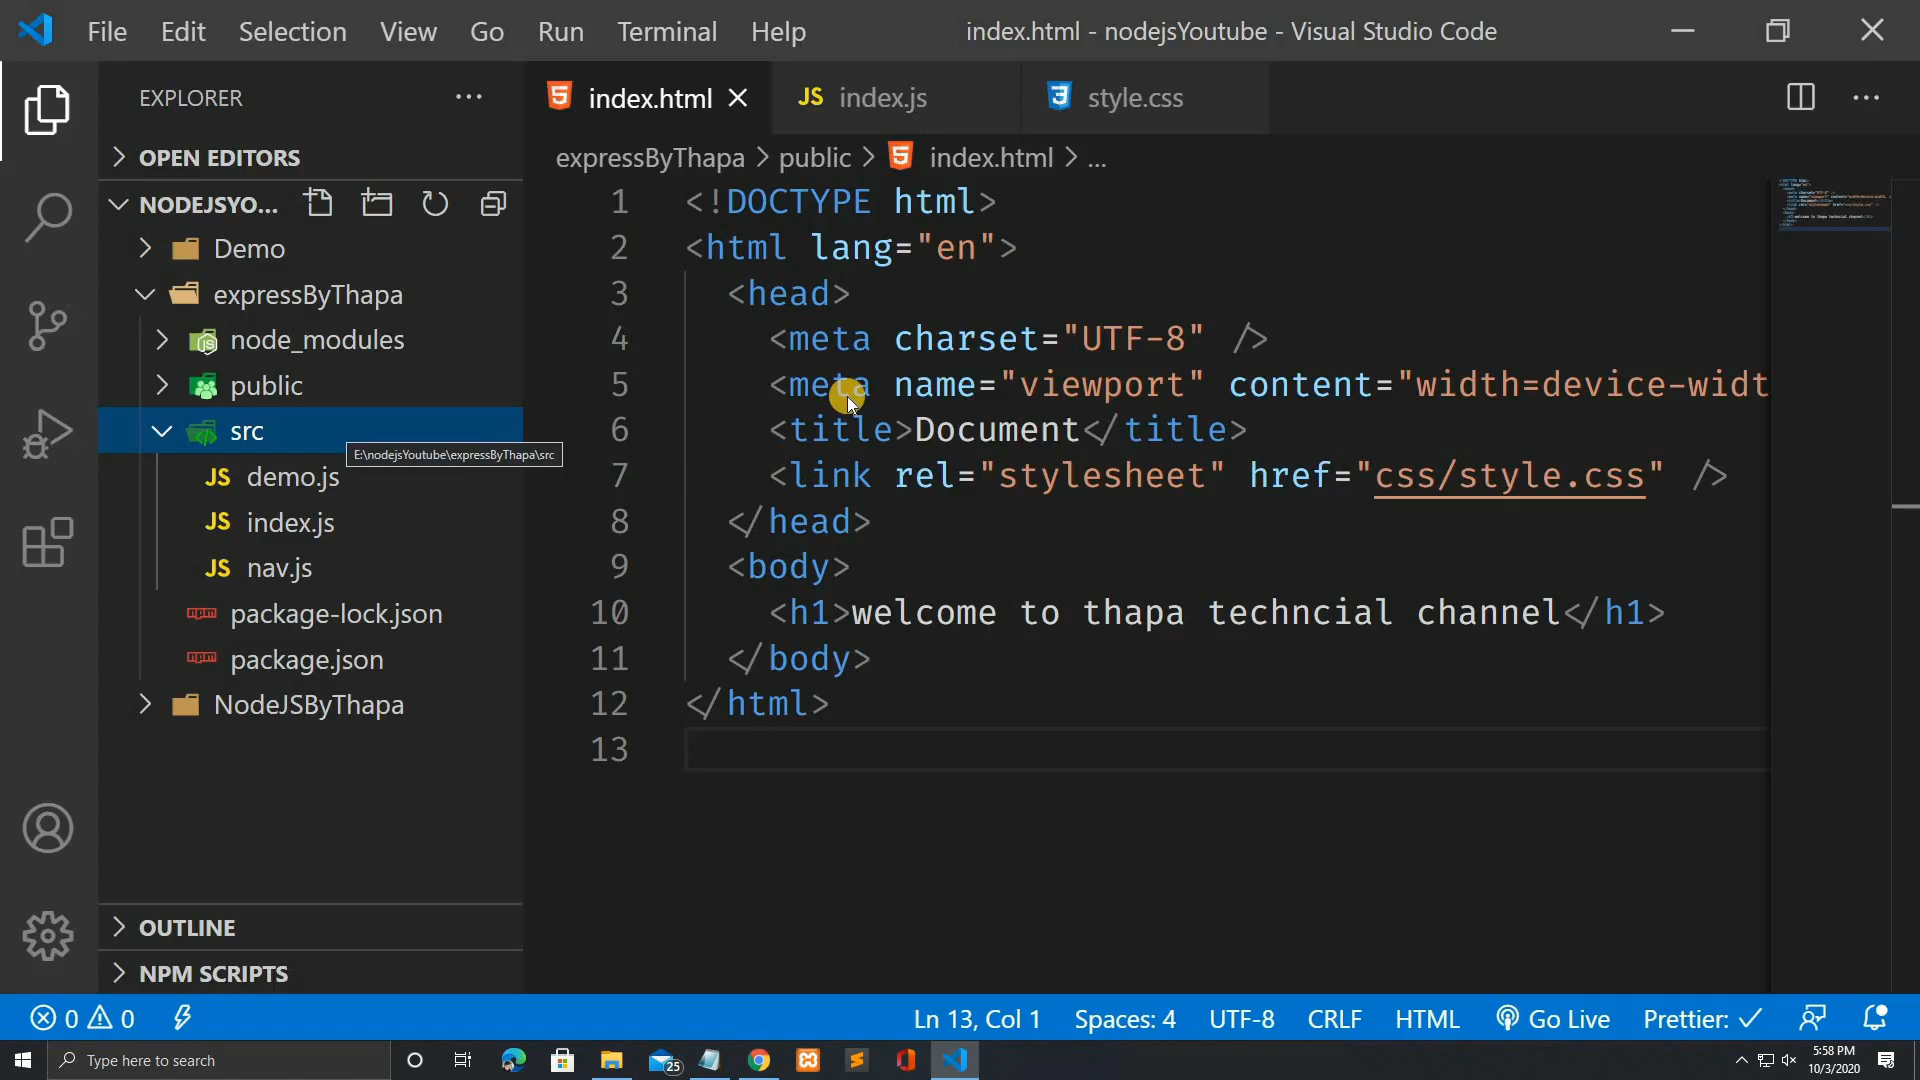 File Edit Selection View Go Run Terminal Help index.html - nodejsYoutube - Visual Studio Code
EXPLORER
OPEN EDITORS
NODEJSYO...
Demo
expressByThapa
node_modules
public
src
E:\nodejsYoutube\expressByThapa\src
JS demo.js
JS index.js
JS nav.js
package-lock.json
package.json
NodeJSByThapa
OUTLINE
NPM SCRIPTS
index.html JS index.js style.css
expressByThapa > public > index.html > ...
1 <!DOCTYPE html>
2 <html lang="en">
3 <head>
4 <meta charset="UTF-8" />
5 <meta name="viewport" content="width=device-widt
6 <title>Document</title>
7 <link rel="stylesheet" href="css/style.css" />
8 </head>
9 <body>
10 <h1>welcome to thapa techncial channel</h1>
11 </body>
12 </html>
13
0 0 Ln 13, Col 1 Spaces: 4 UTF-8 CRLF HTML Go Live Prettier: ✓
Type here to search 25 5:58 PM
10/3/2020